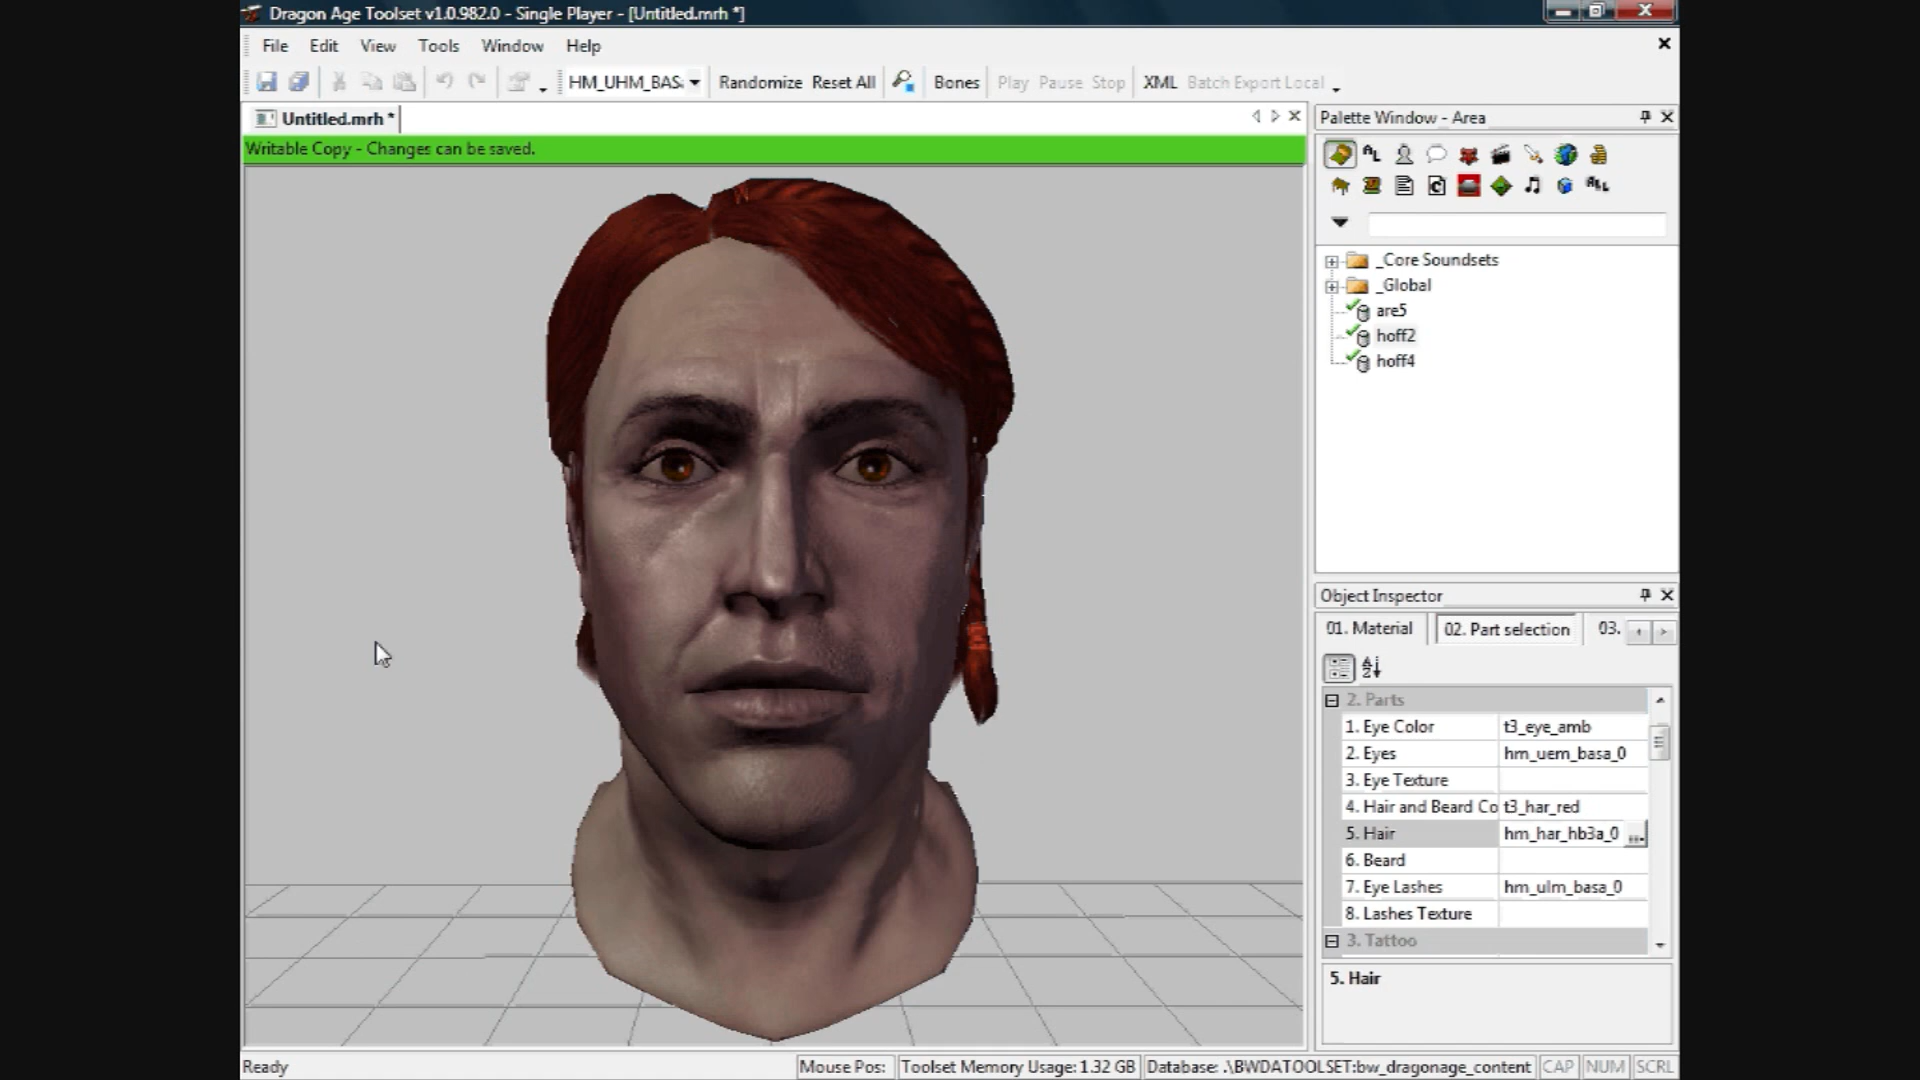 Dragon Age Toolset v1.0.982.0 - Single Player - [Untitled.mrh *]
File Edit View Tools Window Help
HM_UHM_BAS Randomize Reset All Bones Play Pause Stop XML Batch Export Local
Untitled.mrh *
Writable Copy - Changes can be saved.
Palette Window - Area
_Core Soundsets
_Global
are5
hoff2
hoff4
Object Inspector
01. Material 02. Part selection 03.
2. Parts
1. Eye Color t3_eye_amb
2. Eyes hm_uem_basa_0
3. Eye Texture
4. Hair and Beard Co t3_har_red
5. Hair hm_har_hb3a_0 ...
6. Beard
7. Eye Lashes hm_ulm_basa_0
8. Lashes Texture
3. Tattoo
5. Hair
Ready Mouse Pos: Toolset Memory Usage: 1.32 GB Database: .\BWDATOOLSET:bw_dragonage_content CAP NUM SCRL